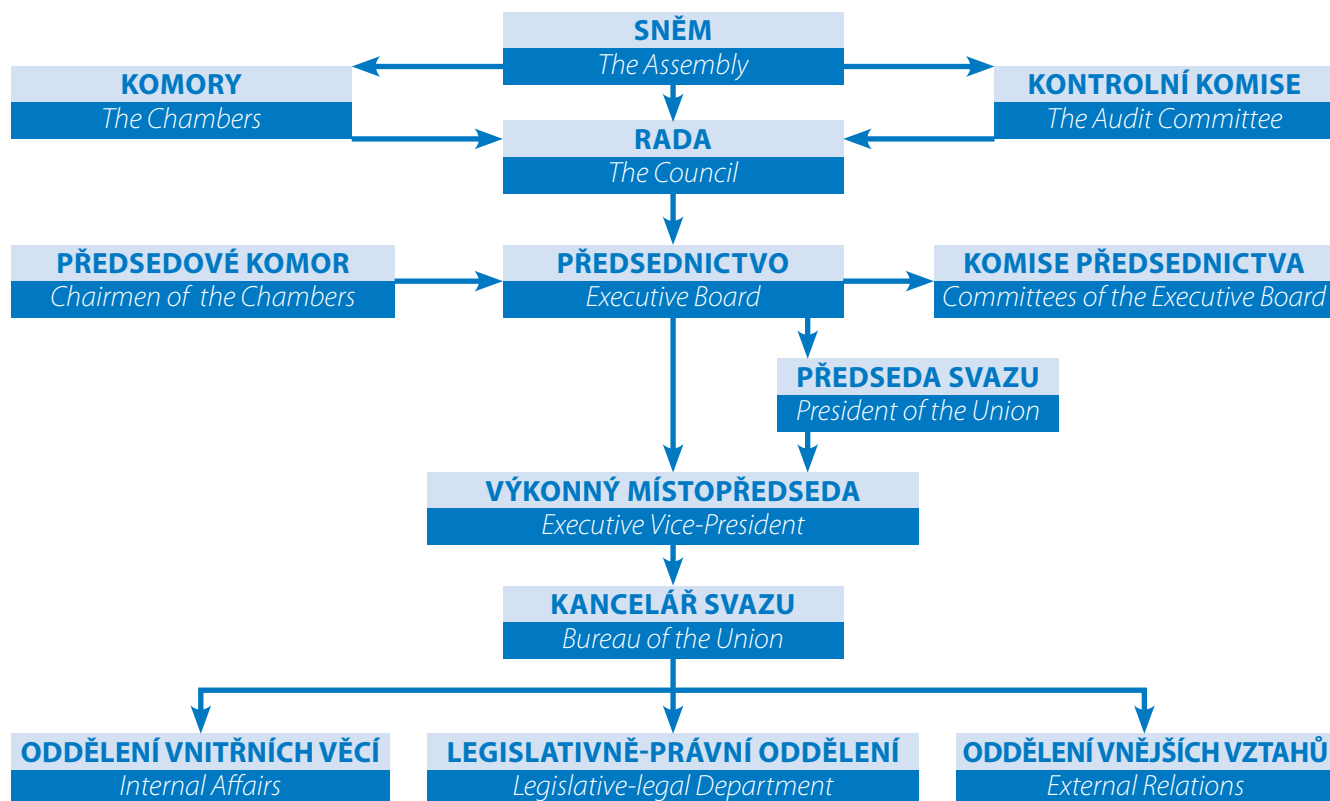 SNĚM
The Assembly
KOMORY
The Chambers
KONTROLNÍ KOMISE
The Audit Committee
RADA
The Council
PŘEDSEDOVÉ KOMOR
Chairmen of the Chambers
PŘEDSEDNICTVO
Executive Board
KOMISE PŘEDSEDNICTVA
Committees of the Executive Board
PŘEDSEDA SVAZU
President of the Union
VÝKONNÝ MÍSTOPŘEDSEDA
Executive Vice-President
KANCELÁŘ SVAZU
Bureau of the Union
ODDĚLENÍ VNITŘNÍCH VĚCÍ
Internal Affairs
LEGISLATIVNĚ-PRÁVNÍ ODDĚLENÍ
Legislative-legal Department
ODDĚLENÍ VNĚJŠÍCH VZTAHŮ
External Relations